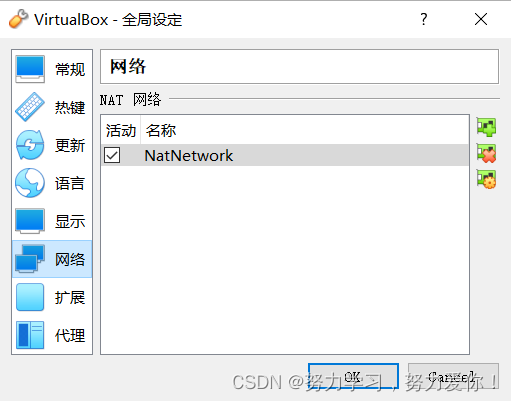 VirtualBox - 全局设定
?
常规
热键
更新
语言
显示
网络
扩展
代理
网络
NAT 网络
活动 名称
NatNetwork
OK Cancel
CSDN @努力学习，努力爱你！